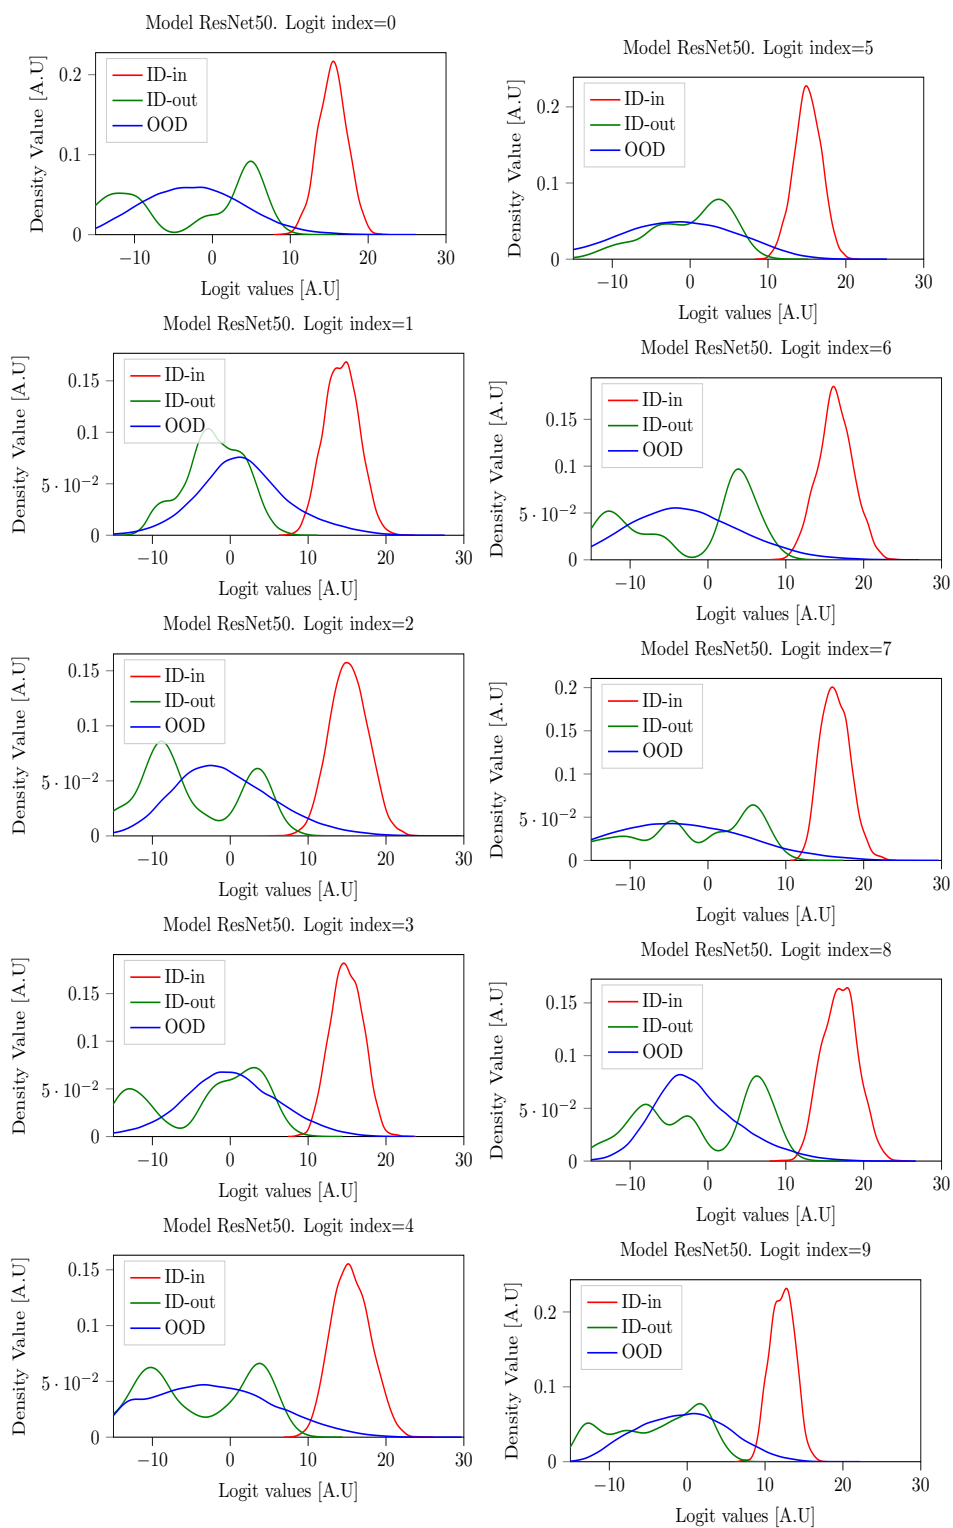 Model ResNet50. Logit index=0
Density Value [A.U]
0.2
0.1
0
ID-in
ID-out
OOD
−10 0 10 20 30
Logit values [A.U]
Model ResNet50. Logit index=1
Density Value [A.U]
0.15
0.1
5 · 10−2
0
ID-in
ID-out
OOD
−10 0 10 20 30
Logit values [A.U]
Model ResNet50. Logit index=2
Density Value [A.U]
0.15
0.1
5 · 10−2
0
ID-in
ID-out
OOD
−10 0 10 20 30
Logit values [A.U]
Model ResNet50. Logit index=3
Density Value [A.U]
0.15
0.1
5 · 10−2
0
ID-in
ID-out
OOD
−10 0 10 20 30
Logit values [A.U]
Model ResNet50. Logit index=4
Density Value [A.U]
0.15
0.1
5 · 10−2
0
ID-in
ID-out
OOD
−10 0 10 20 30
Logit values [A.U]
Model ResNet50. Logit index=5
Density Value [A.U]
0.2
0.1
0
ID-in
ID-out
OOD
−10 0 10 20 30
Logit values [A.U]
Model ResNet50. Logit index=6
Density Value [A.U]
0.15
0.1
5 · 10−2
0
ID-in
ID-out
OOD
−10 0 10 20 30
Logit values [A.U]
Model ResNet50. Logit index=7
Density Value [A.U]
0.2
0.15
0.1
5 · 10−2
0
ID-in
ID-out
OOD
−10 0 10 20 30
Logit values [A.U]
Model ResNet50. Logit index=8
Density Value [A.U]
0.15
0.1
5 · 10−2
0
ID-in
ID-out
OOD
−10 0 10 20 30
Logit values [A.U]
Model ResNet50. Logit index=9
Density Value [A.U]
0.2
0.1
0
ID-in
ID-out
OOD
−10 0 10 20 30
Logit values [A.U]